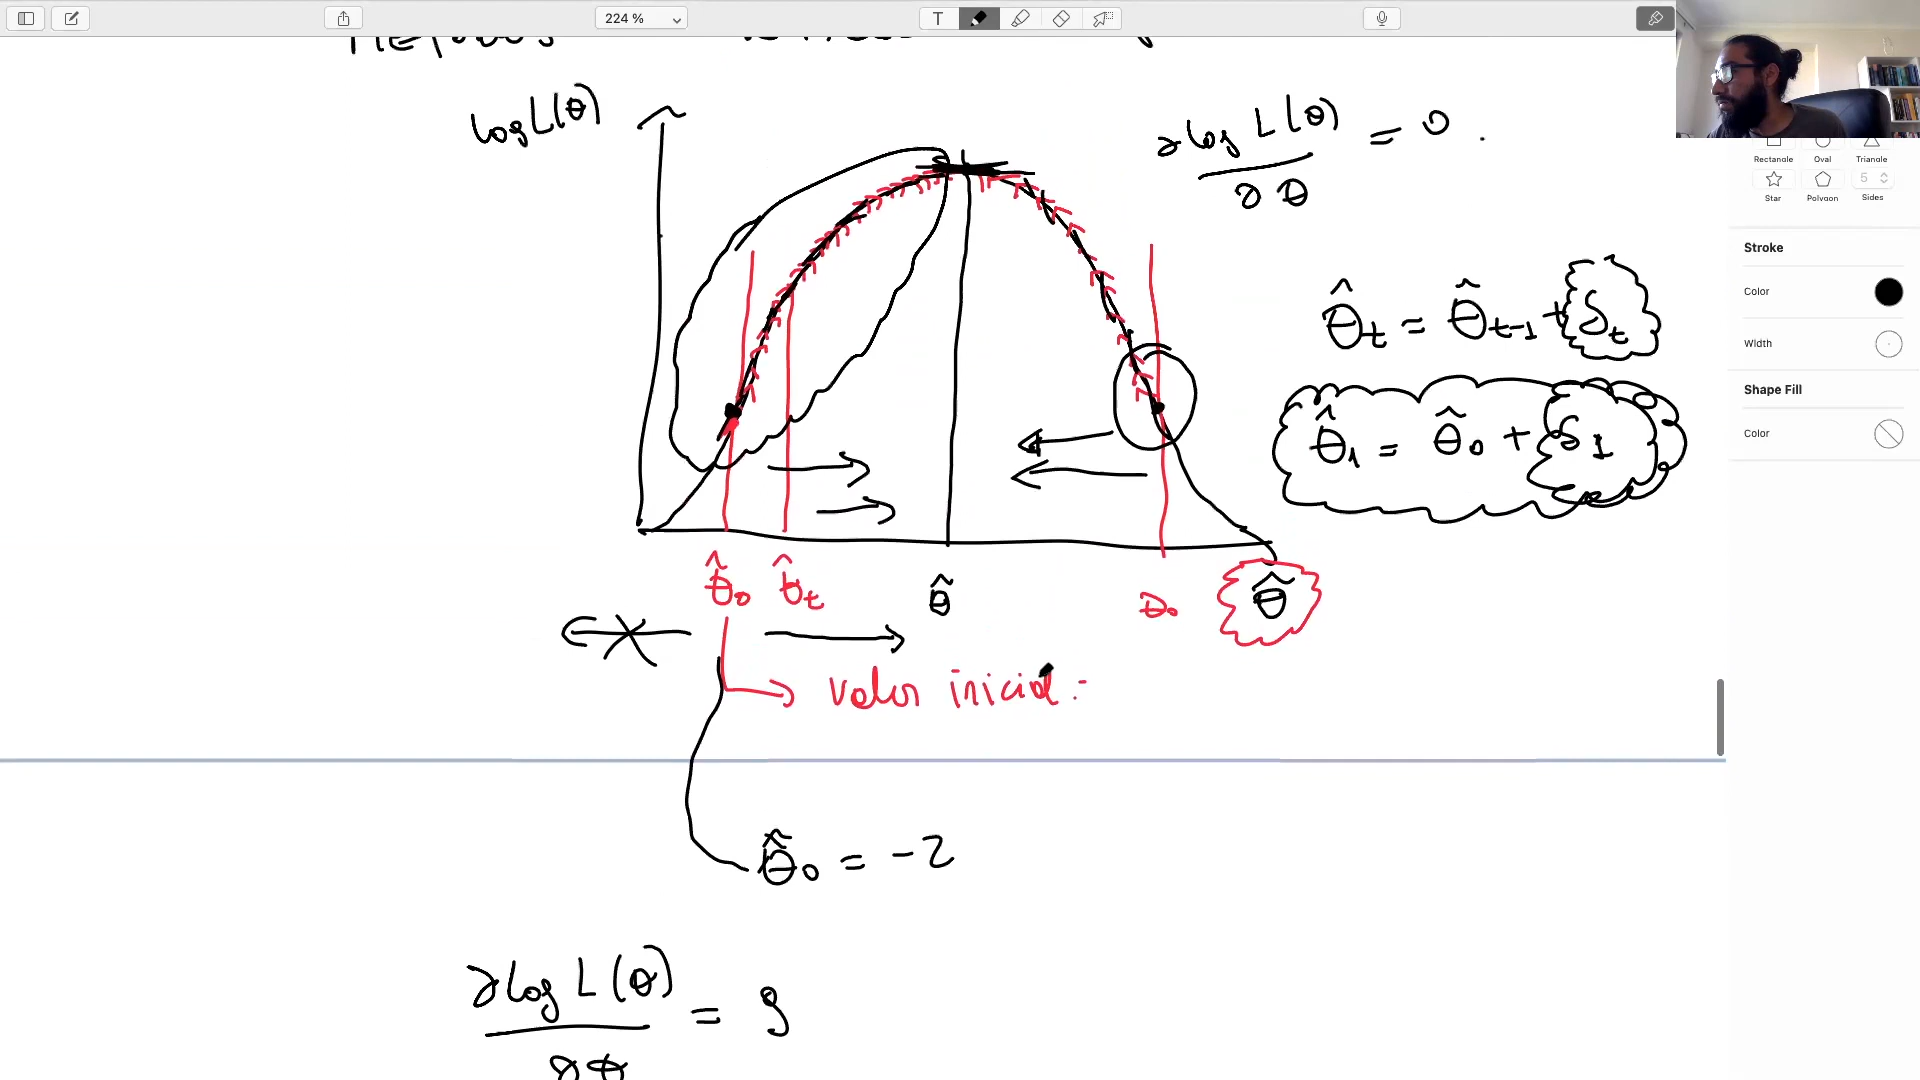 224 %
T
log L(θ)
∂ log L(θ) / ∂θ = 0 .
Rectangle Oval Triangle
5
Star Polygon Sides
Stroke
Color
Width
Shape Fill
Color
θ̂t = θ̂t-1 + δt
θ̂1 = θ̂0 + δ1
θ̂0 θ̂t θ̂ θ0 θ̂
valor inicial :
θ̂0 = -2
∂ log L(θ) / ∂θ = g